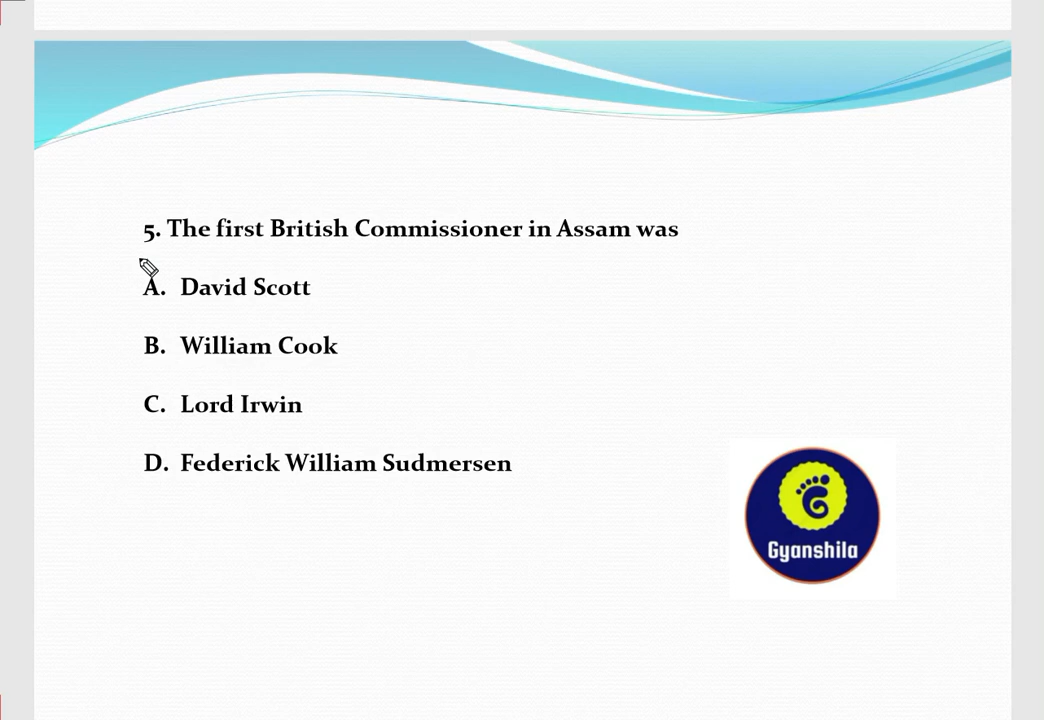 5. The first British Commissioner in Assam was
A. David Scott
B. William Cook
C. Lord Irwin
D. Federick William Sudmersen
Gyanshila